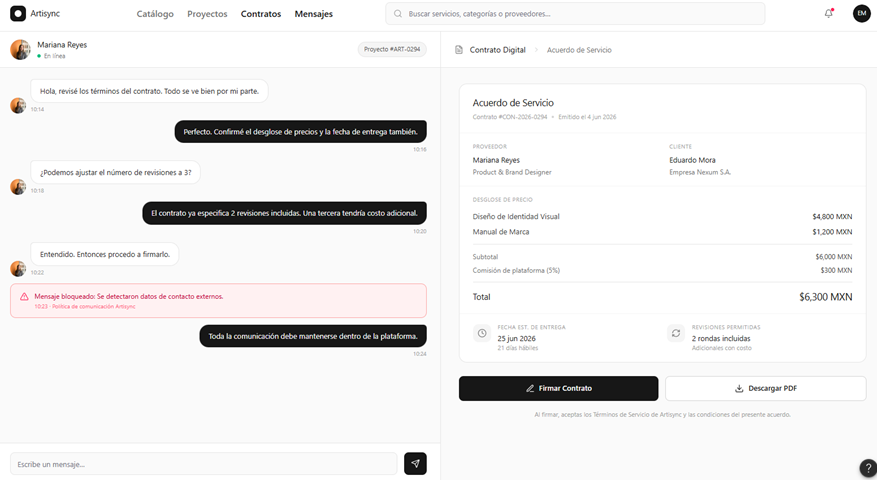 Artisync
Catálogo
Proyectos
Contratos
Mensajes
Buscar servicios, categorías o proveedores...
EM
Mariana Reyes
En línea
Proyecto #ART-0294
Contrato Digital
Acuerdo de Servicio
Hola, revisé los términos del contrato. Todo se ve bien por mi parte.
10:14
Perfecto. Confirmé el desglose de precios y la fecha de entrega también.
10:16
¿Podemos ajustar el número de revisiones a 3?
10:18
El contrato ya especifica 2 revisiones incluidas. Una tercera tendría costo adicional.
10:20
Entendido. Entonces procedo a firmarlo.
10:22
Mensaje bloqueado: Se detectaron datos de contacto externos.
10:23 · Política de comunicación Artisync
Toda la comunicación debe mantenerse dentro de la plataforma.
10:24
Escribe un mensaje...
Acuerdo de Servicio
Contrato #CON-2026-0294 • Emitido el 4 jun 2026
PROVEEDOR
Mariana Reyes
Product & Brand Designer
CLIENTE
Eduardo Mora
Empresa Nexum S.A.
DESGLOSE DE PRECIO
Diseño de Identidad Visual $4,800 MXN
Manual de Marca $1,200 MXN
Subtotal $6,000 MXN
Comisión de plataforma (5%) $300 MXN
Total $6,300 MXN
FECHA EST. DE ENTREGA
25 jun 2026
21 días hábiles
REVISIONES PERMITIDAS
2 rondas incluidas
Adicionales con costo
Firmar Contrato
Descargar PDF
Al firmar, aceptas los Términos de Servicio de Artisync y las condiciones del presente acuerdo.
?